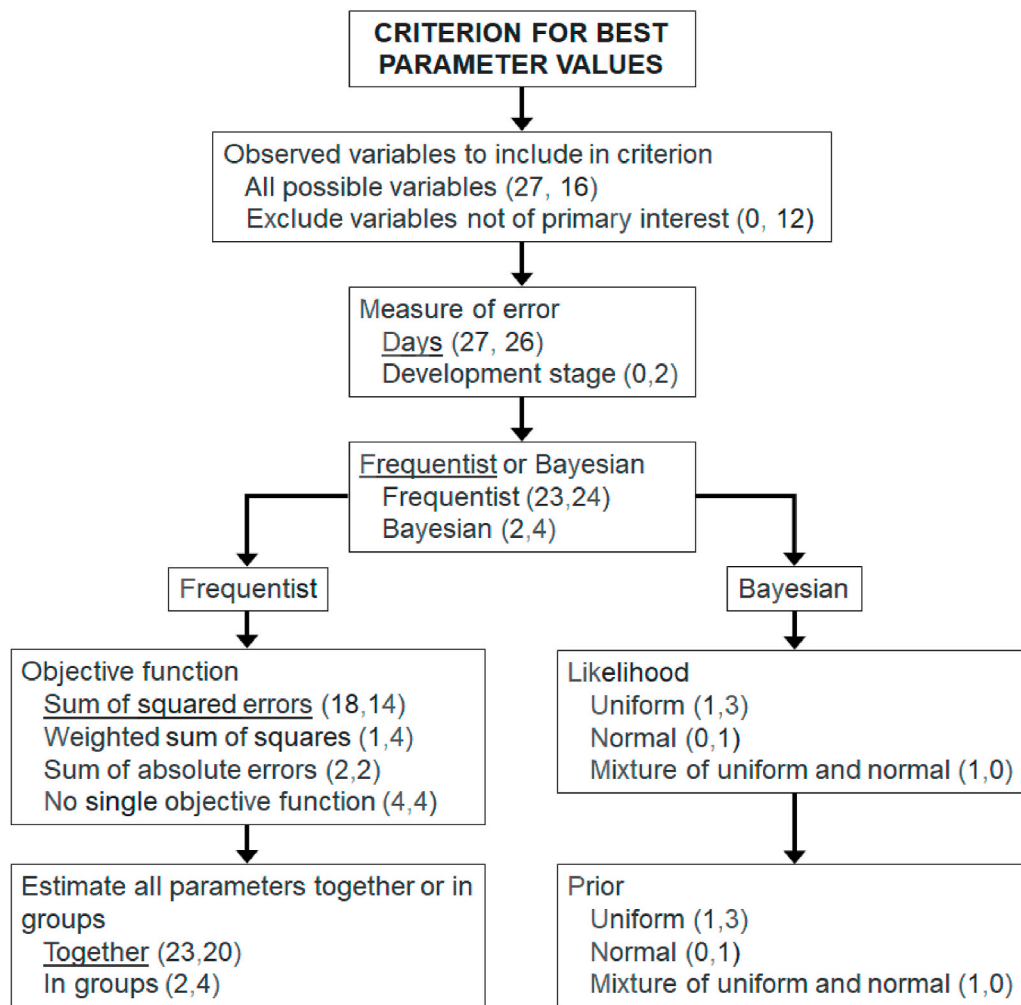 CRITERION FOR BEST
PARAMETER VALUES
Observed variables to include in criterion
All possible variables (27, 16)
Exclude variables not of primary interest (0, 12)
Measure of error
Days (27, 26)
Development stage (0,2)
Frequentist or Bayesian
Frequentist (23,24)
Bayesian (2,4)
Frequentist
Bayesian
Objective function
Sum of squared errors (18,14)
Weighted sum of squares (1,4)
Sum of absolute errors (2,2)
No single objective function (4,4)
Likelihood
Uniform (1,3)
Normal (0,1)
Mixture of uniform and normal (1,0)
Estimate all parameters together or in
groups
Together (23,20)
In groups (2,4)
Prior
Uniform (1,3)
Normal (0,1)
Mixture of uniform and normal (1,0)